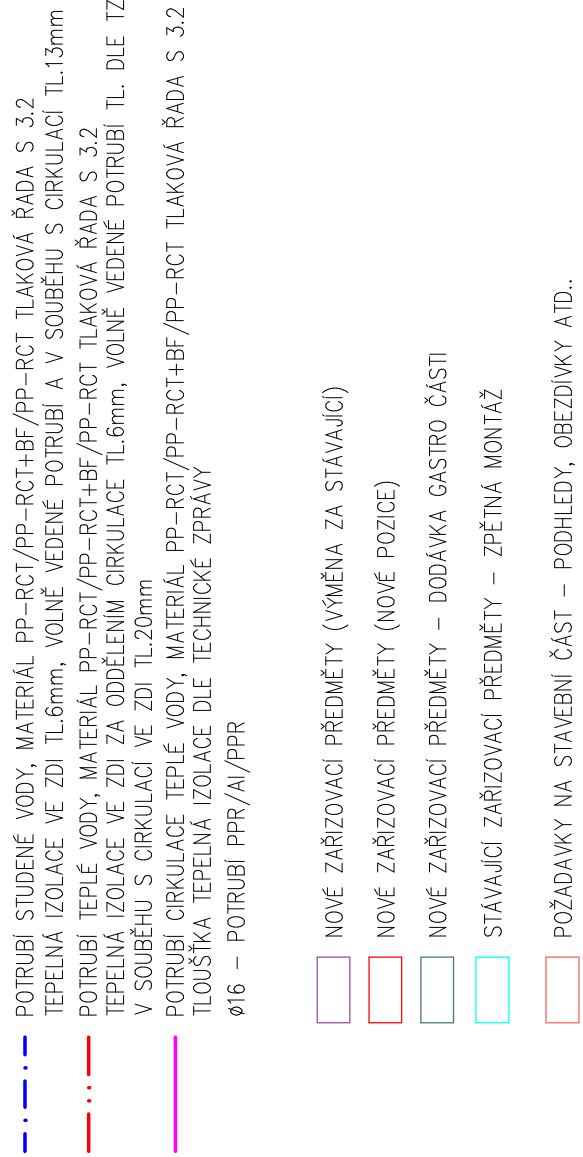 POTRUBÍ STUDENÉ VODY, MATERIÁL PP-RCT/PP-RCT+BF/PP-RCT TLAKOVÁ ŘADA S 3.2
TEPELNÁ IZOLACE VE ZDI TL.6mm, VOLNĚ VEDENÉ POTRUBÍ A V SOUBĚHU S CIRKULACÍ TL.13mm
POTRUBÍ TEPLÉ VODY, MATERIÁL PP-RCT/PP-RCT+BF/PP-RCT TLAKOVÁ ŘADA S 3.2
TEPELNÁ IZOLACE VE ZDI ZA ODDĚLENÍM CIRKULACE TL.6mm, VOLNĚ VEDENÉ POTRUBÍ TL. DLE TZ
V SOUBĚHU S CIRKULACÍ VE ZDI TL.20mm
POTRUBÍ CIRKULACE TEPLÉ VODY, MATERIÁL PP-RCT/PP-RCT+BF/PP-RCT TLAKOVÁ ŘADA S 3.2
TLOUŠŤKA TEPELNÁ IZOLACE DLE TECHNICKÉ ZPRÁVY
ø16 - POTRUBÍ PPR/Al/PPR
NOVÉ ZAŘIZOVACÍ PŘEDMĚTY (VÝMĚNA ZA STÁVAJÍCÍ)
NOVÉ ZAŘIZOVACÍ PŘEDMĚTY (NOVÉ POZICE)
NOVÉ ZAŘIZOVACÍ PŘEDMĚTY - DODÁVKA GASTRO ČÁSTI
STÁVAJÍCÍ ZAŘIZOVACÍ PŘEDMĚTY - ZPĚTNÁ MONTÁŽ
POŽADAVKY NA STAVEBNÍ ČÁST - PODHLEDY, OBEZDÍVKY ATD..